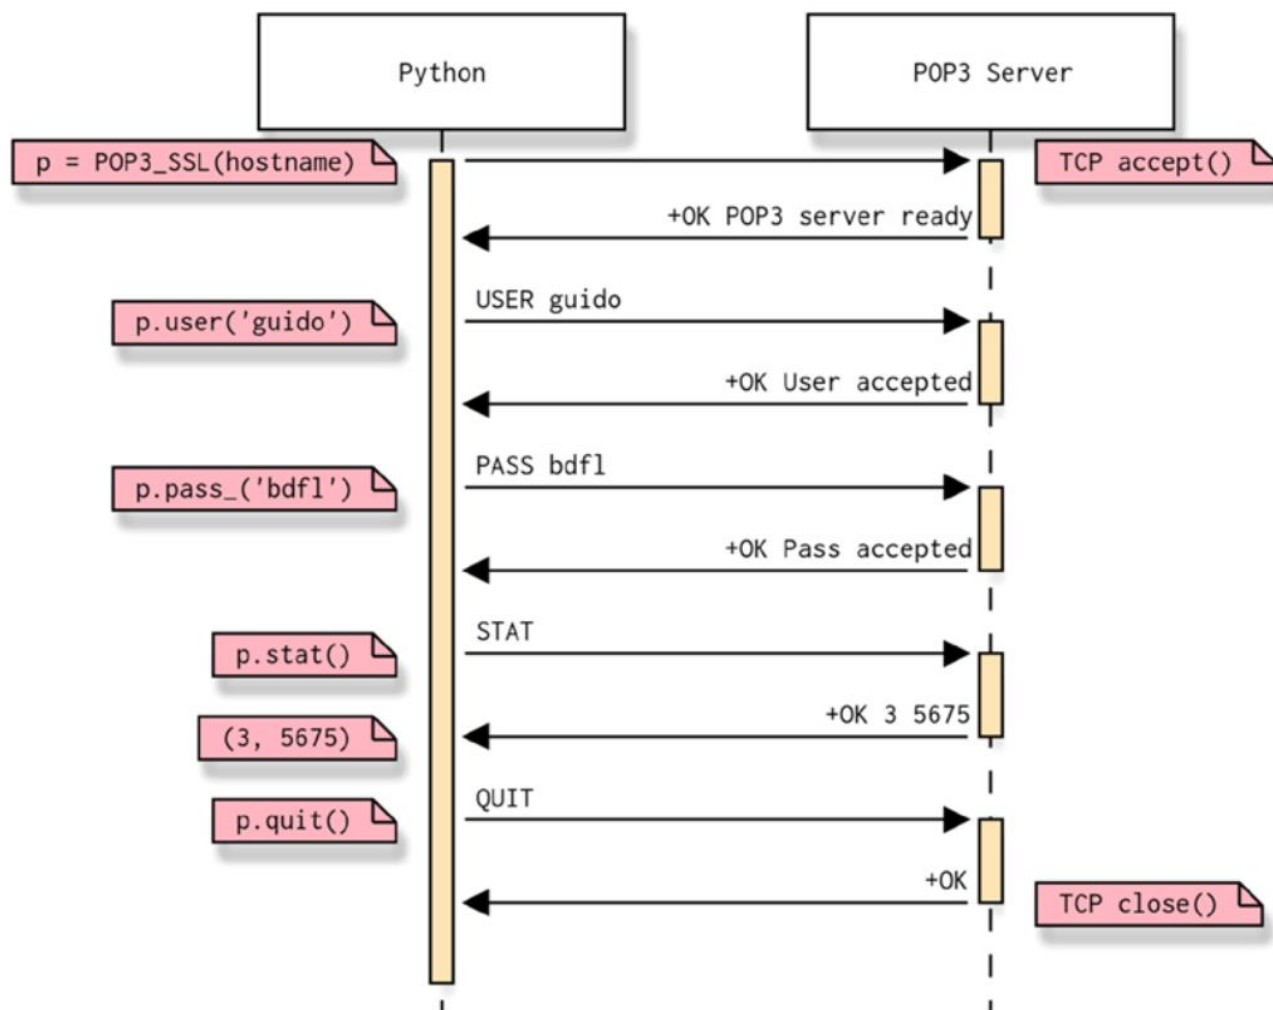 Python
POP3 Server
p = POP3_SSL(hostname)
TCP accept()
+OK POP3 server ready
USER guido
p.user('guido')
+OK User accepted
PASS bdfl
p.pass_('bdfl')
+OK Pass accepted
STAT
p.stat()
+OK 3 5675
(3, 5675)
QUIT
p.quit()
+OK
TCP close()